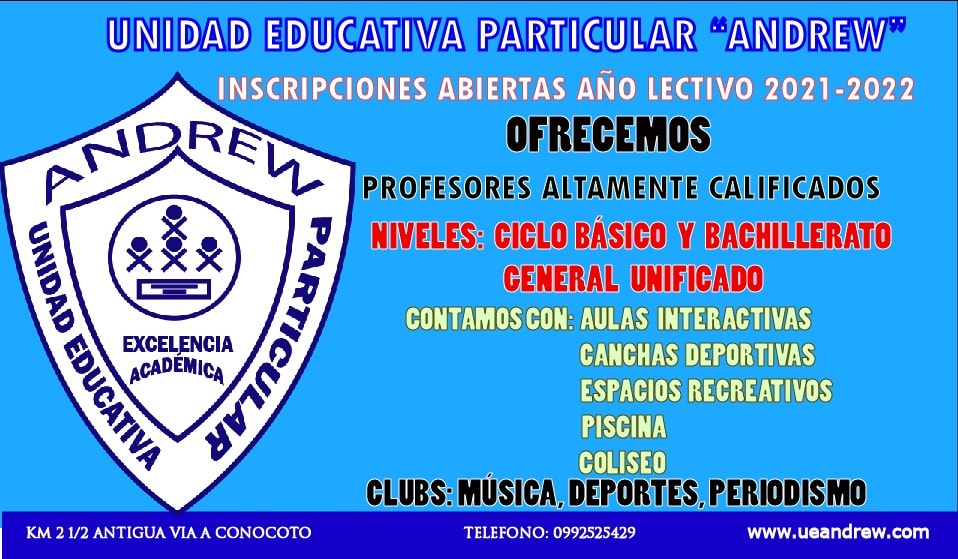 UNIDAD EDUCATIVA PARTICULAR “ANDREW”
INSCRIPCIONES ABIERTAS AÑO LECTIVO 2021-2022
OFRECEMOS
PROFESORES ALTAMENTE CALIFICADOS
NIVELES: CICLO BÁSICO Y BACHILLERATO
GENERAL UNIFICADO
CONTAMOS CON: AULAS INTERACTIVAS
CANCHAS DEPORTIVAS
ESPACIOS RECREATIVOS
PISCINA
COLISEO
CLUBS: MÚSICA, DEPORTES, PERIODISMO
ANDREW
UNIDAD EDUCATIVA
PARTICULAR
EXCELENCIA
ACADÉMICA
KM 2 1/2 ANTIGUA VIA A CONOCOTO
TELEFONO: 0992525429
www.ueandrew.com